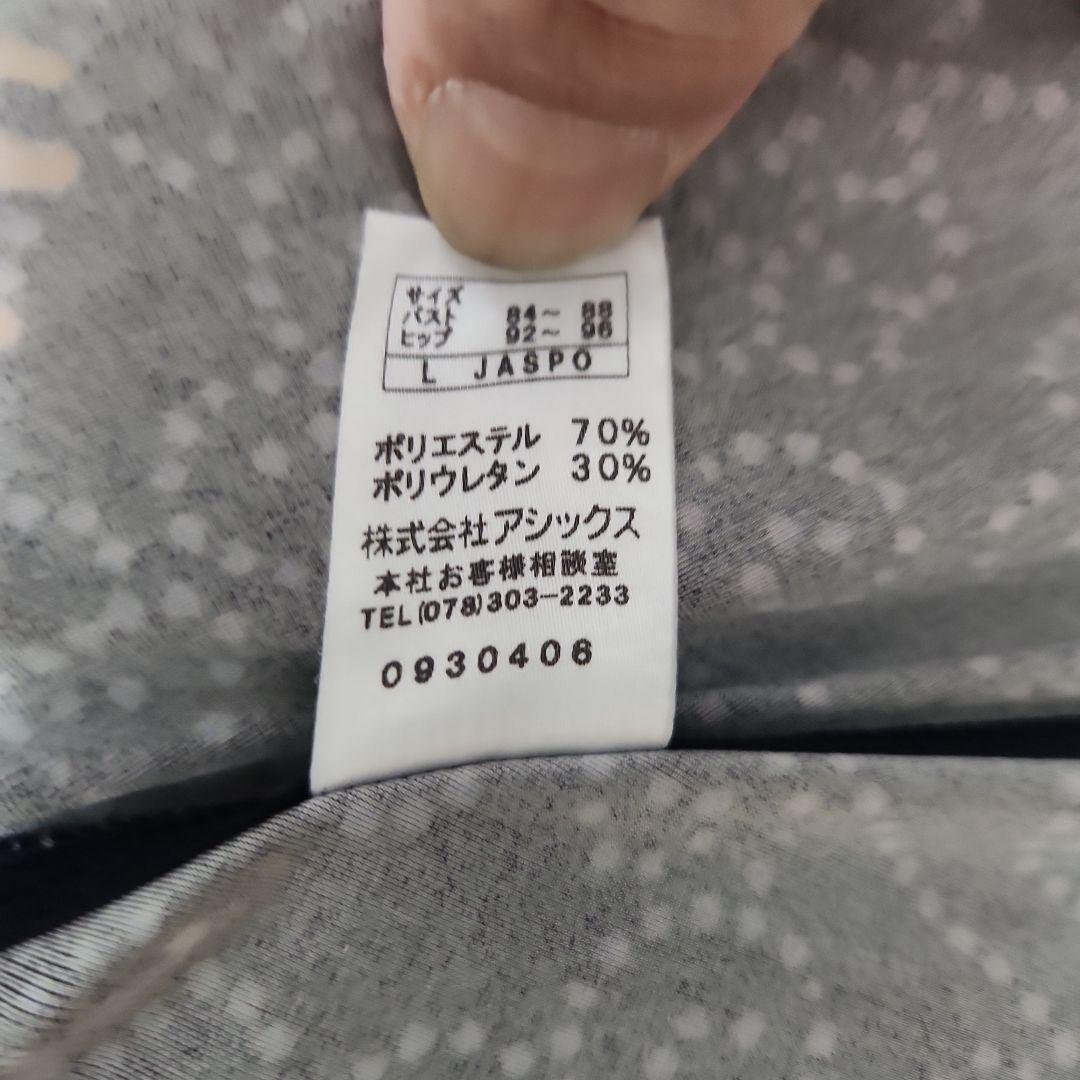 サイズ
バスト 84～ 88
ヒップ 92～ 96
L JASPO
ポリエステル 70%
ポリウレタン 30%
株式会社アシックス
本社お客様相談室
TEL(078)303-2233
0930406